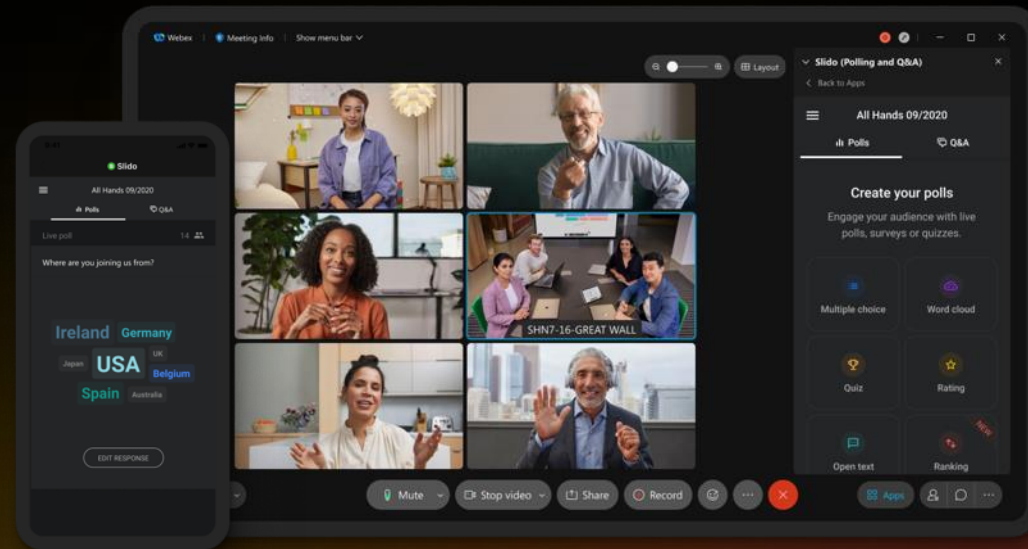 Webex
Meeting Info
Show menu bar
Layout
Slido (Polling and Q&A)
Back to Apps
All Hands 09/2020
Polls
Q&A
Create your polls
Engage your audience with live
polls, surveys or quizzes.
Multiple choice
Word cloud
Quiz
Rating
NEW
Open text
Ranking
SHN7-16-GREAT WALL
Mute
Stop video
Share
Record
Apps
9:41
Slido
All Hands 09/2020
Polls
Q&A
Live poll
14
Where are you joining us from?
Ireland
Germany
Japan
USA
UK
Belgium
Spain
Australia
EDIT RESPONSE